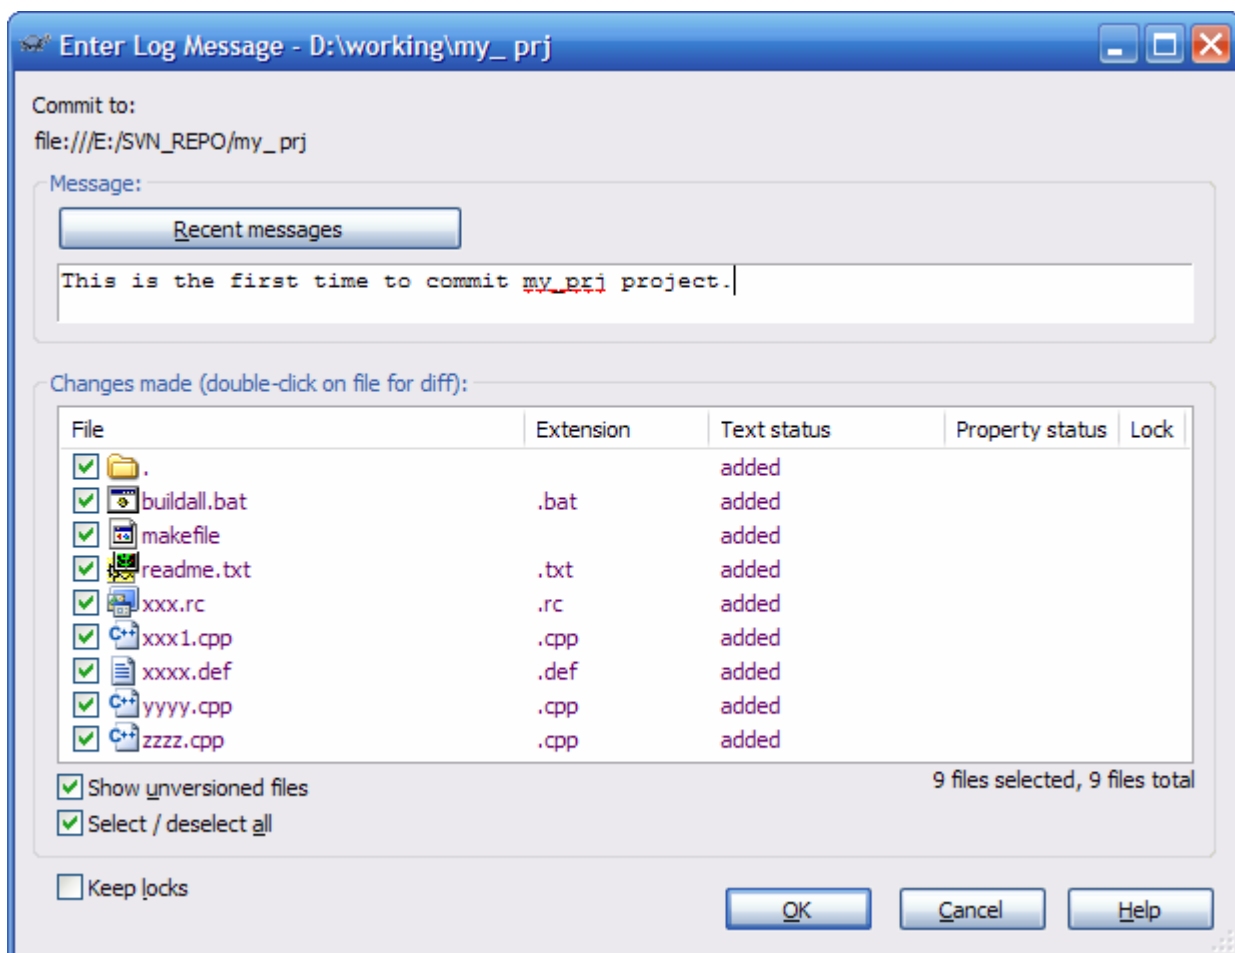 Enter Log Message - D:\working\my_ prj
Commit to:
file:///E:/SVN_REPO/my_ prj
Message:
Recent messages
This is the first time to commit my_prj project.
Changes made (double-click on file for diff):
File Extension Text status Property status Lock
. added
buildall.bat .bat added
makefile added
readme.txt .txt added
xxx.rc .rc added
xxx1.cpp .cpp added
xxxx.def .def added
yyyy.cpp .cpp added
zzzz.cpp .cpp added
Show unversioned files 9 files selected, 9 files total
Select / deselect all
Keep locks
OK Cancel Help